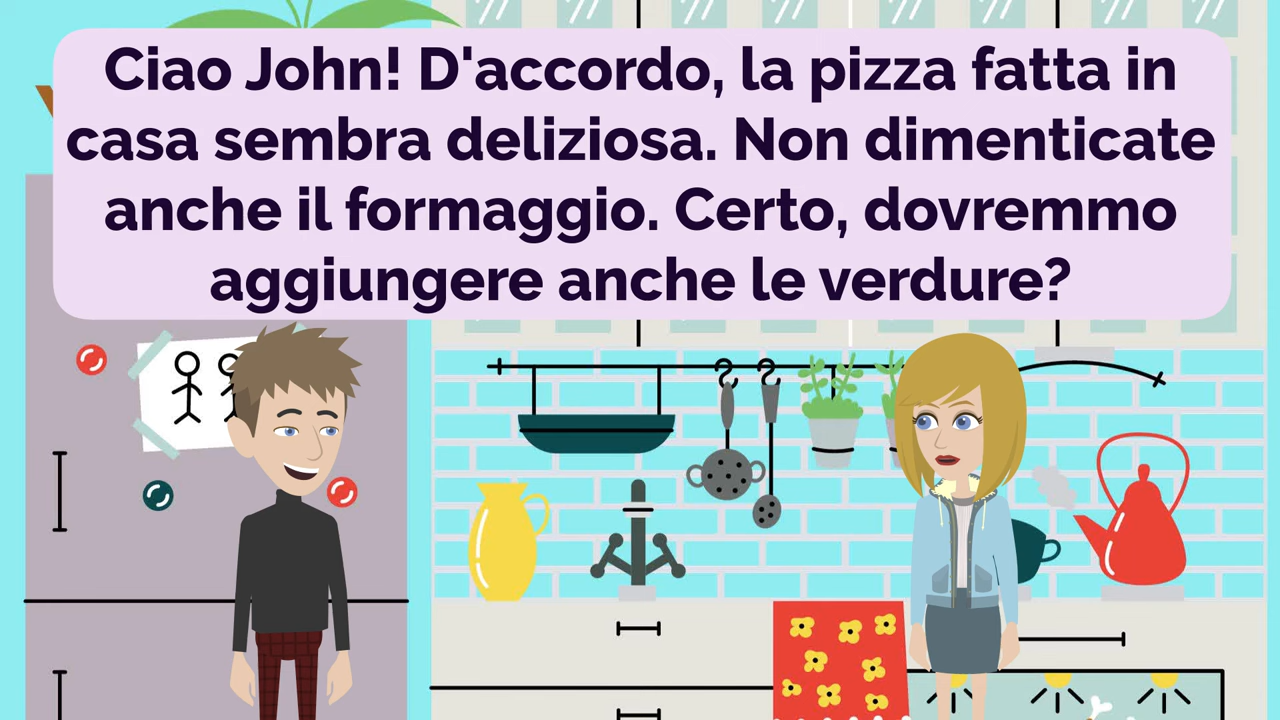 Ciao John! D'accordo, la pizza fatta in
casa sembra deliziosa. Non dimenticate
anche il formaggio. Certo, dovremmo
aggiungere anche le verdure?